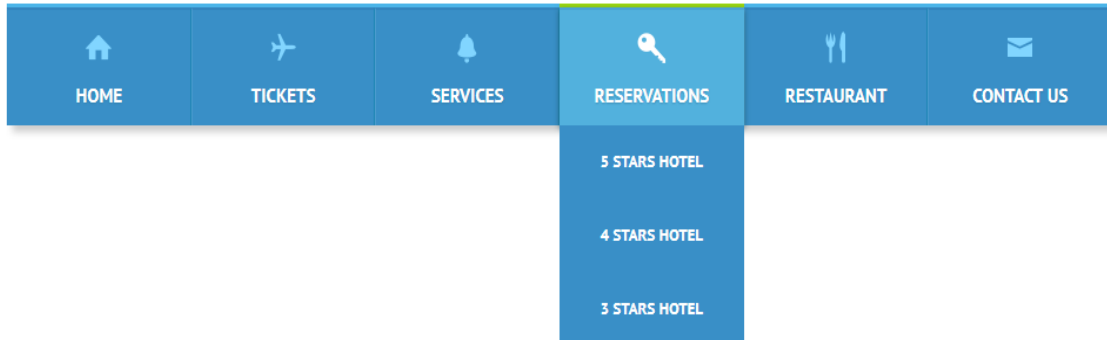 HOME
TICKETS
SERVICES
RESERVATIONS
RESTAURANT
CONTACT US
5 STARS HOTEL
4 STARS HOTEL
3 STARS HOTEL